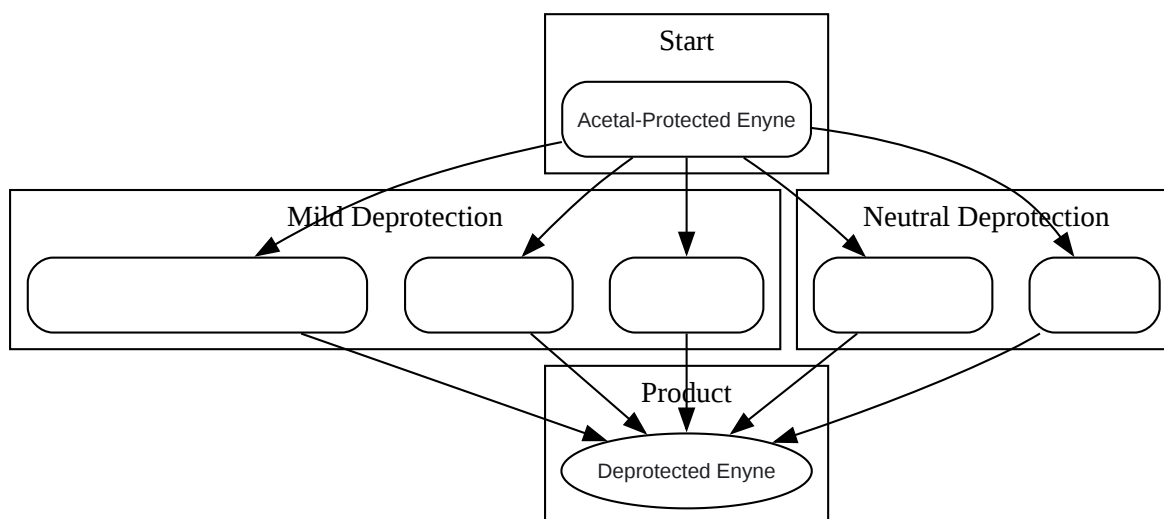 Start
Acetal-Protected Enyne
Mild Deprotection
Neutral Deprotection
Product
Deprotected Enyne